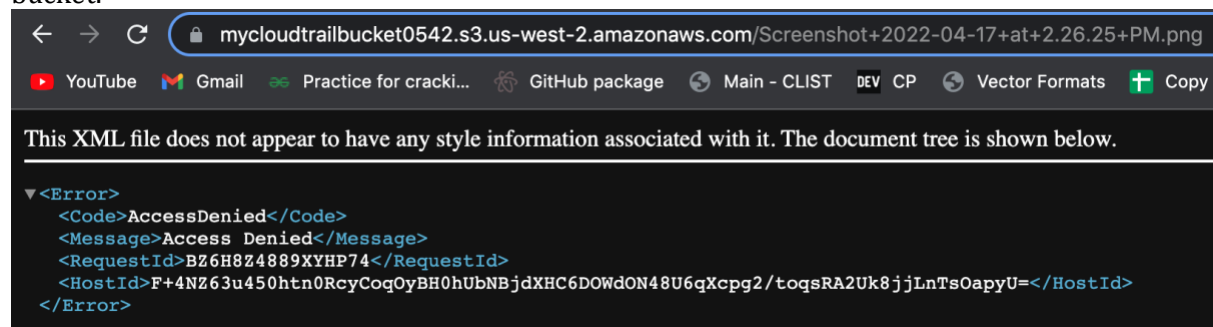 bucket.
mycloudtrailbucket0542.s3.us-west-2.amazonaws.com/Screenshot+2022-04-17+at+2.26.25+PM.png
YouTube Gmail Practice for cracki... GitHub package Main - CLIST DEV CP Vector Formats Copy
This XML file does not appear to have any style information associated with it. The document tree is shown below.
▼<Error>
<Code>AccessDenied</Code>
<Message>Access Denied</Message>
<RequestId>BZ6H8Z4889XYHP74</RequestId>
<HostId>F+4NZ63u450htn0RcyCoqOyBH0hUbNBjdXHC6DOWdON48U6qXcpg2/toqsRA2Uk8jjLnTsOapyU=</HostId>
</Error>